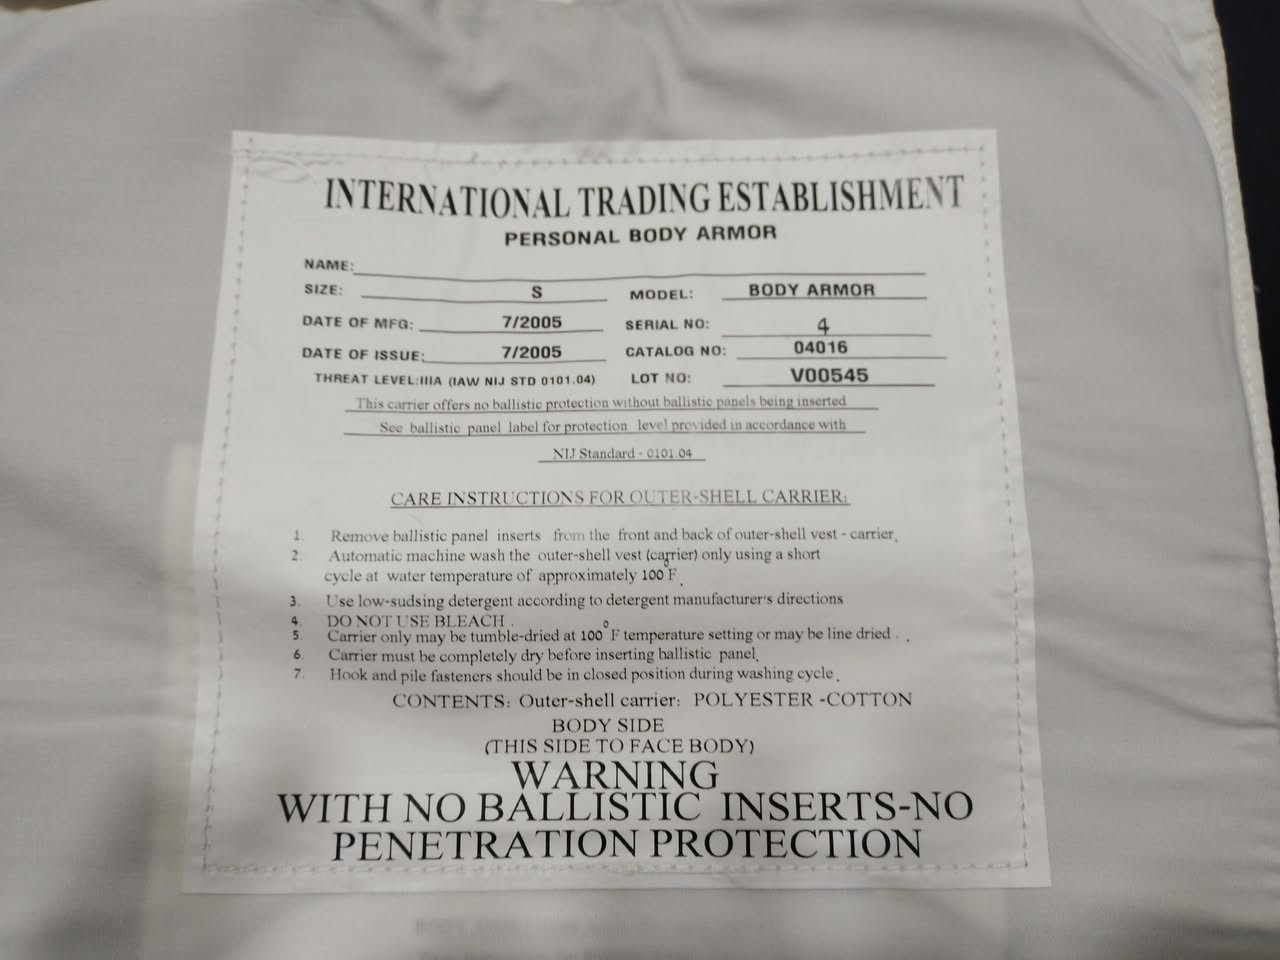 INTERNATIONAL TRADING ESTABLISHMENT
PERSONAL BODY ARMOR
NAME:
SIZE: S MODEL: BODY ARMOR
DATE OF MFG: 7/2005 SERIAL NO: 4
DATE OF ISSUE: 7/2005 CATALOG NO: 04016
THREAT LEVEL:IIIA (IAW NIJ STD 0101.04) LOT NO: V00545
This carrier offers no ballistic protection without ballistic panels being inserted
See ballistic panel label for protection level provided in accordance with
NIJ Standard - 0101.04
CARE INSTRUCTIONS FOR OUTER-SHELL CARRIER:
1. Remove ballistic panel inserts from the front and back of outer-shell vest - carrier.
2. Automatic machine wash the outer-shell vest (carrier) only using a short
cycle at water temperature of approximately 100°F.
3. Use low-sudsing detergent according to detergent manufacturer's directions
4. DO NOT USE BLEACH .
5. Carrier only may be tumble-dried at 100° F temperature setting or may be line dried . .
6. Carrier must be completely dry before inserting ballistic panel.
7. Hook and pile fasteners should be in closed position during washing cycle.
CONTENTS: Outer-shell carrier: POLYESTER -COTTON
BODY SIDE
(THIS SIDE TO FACE BODY)
WARNING
WITH NO BALLISTIC INSERTS-NO
PENETRATION PROTECTION